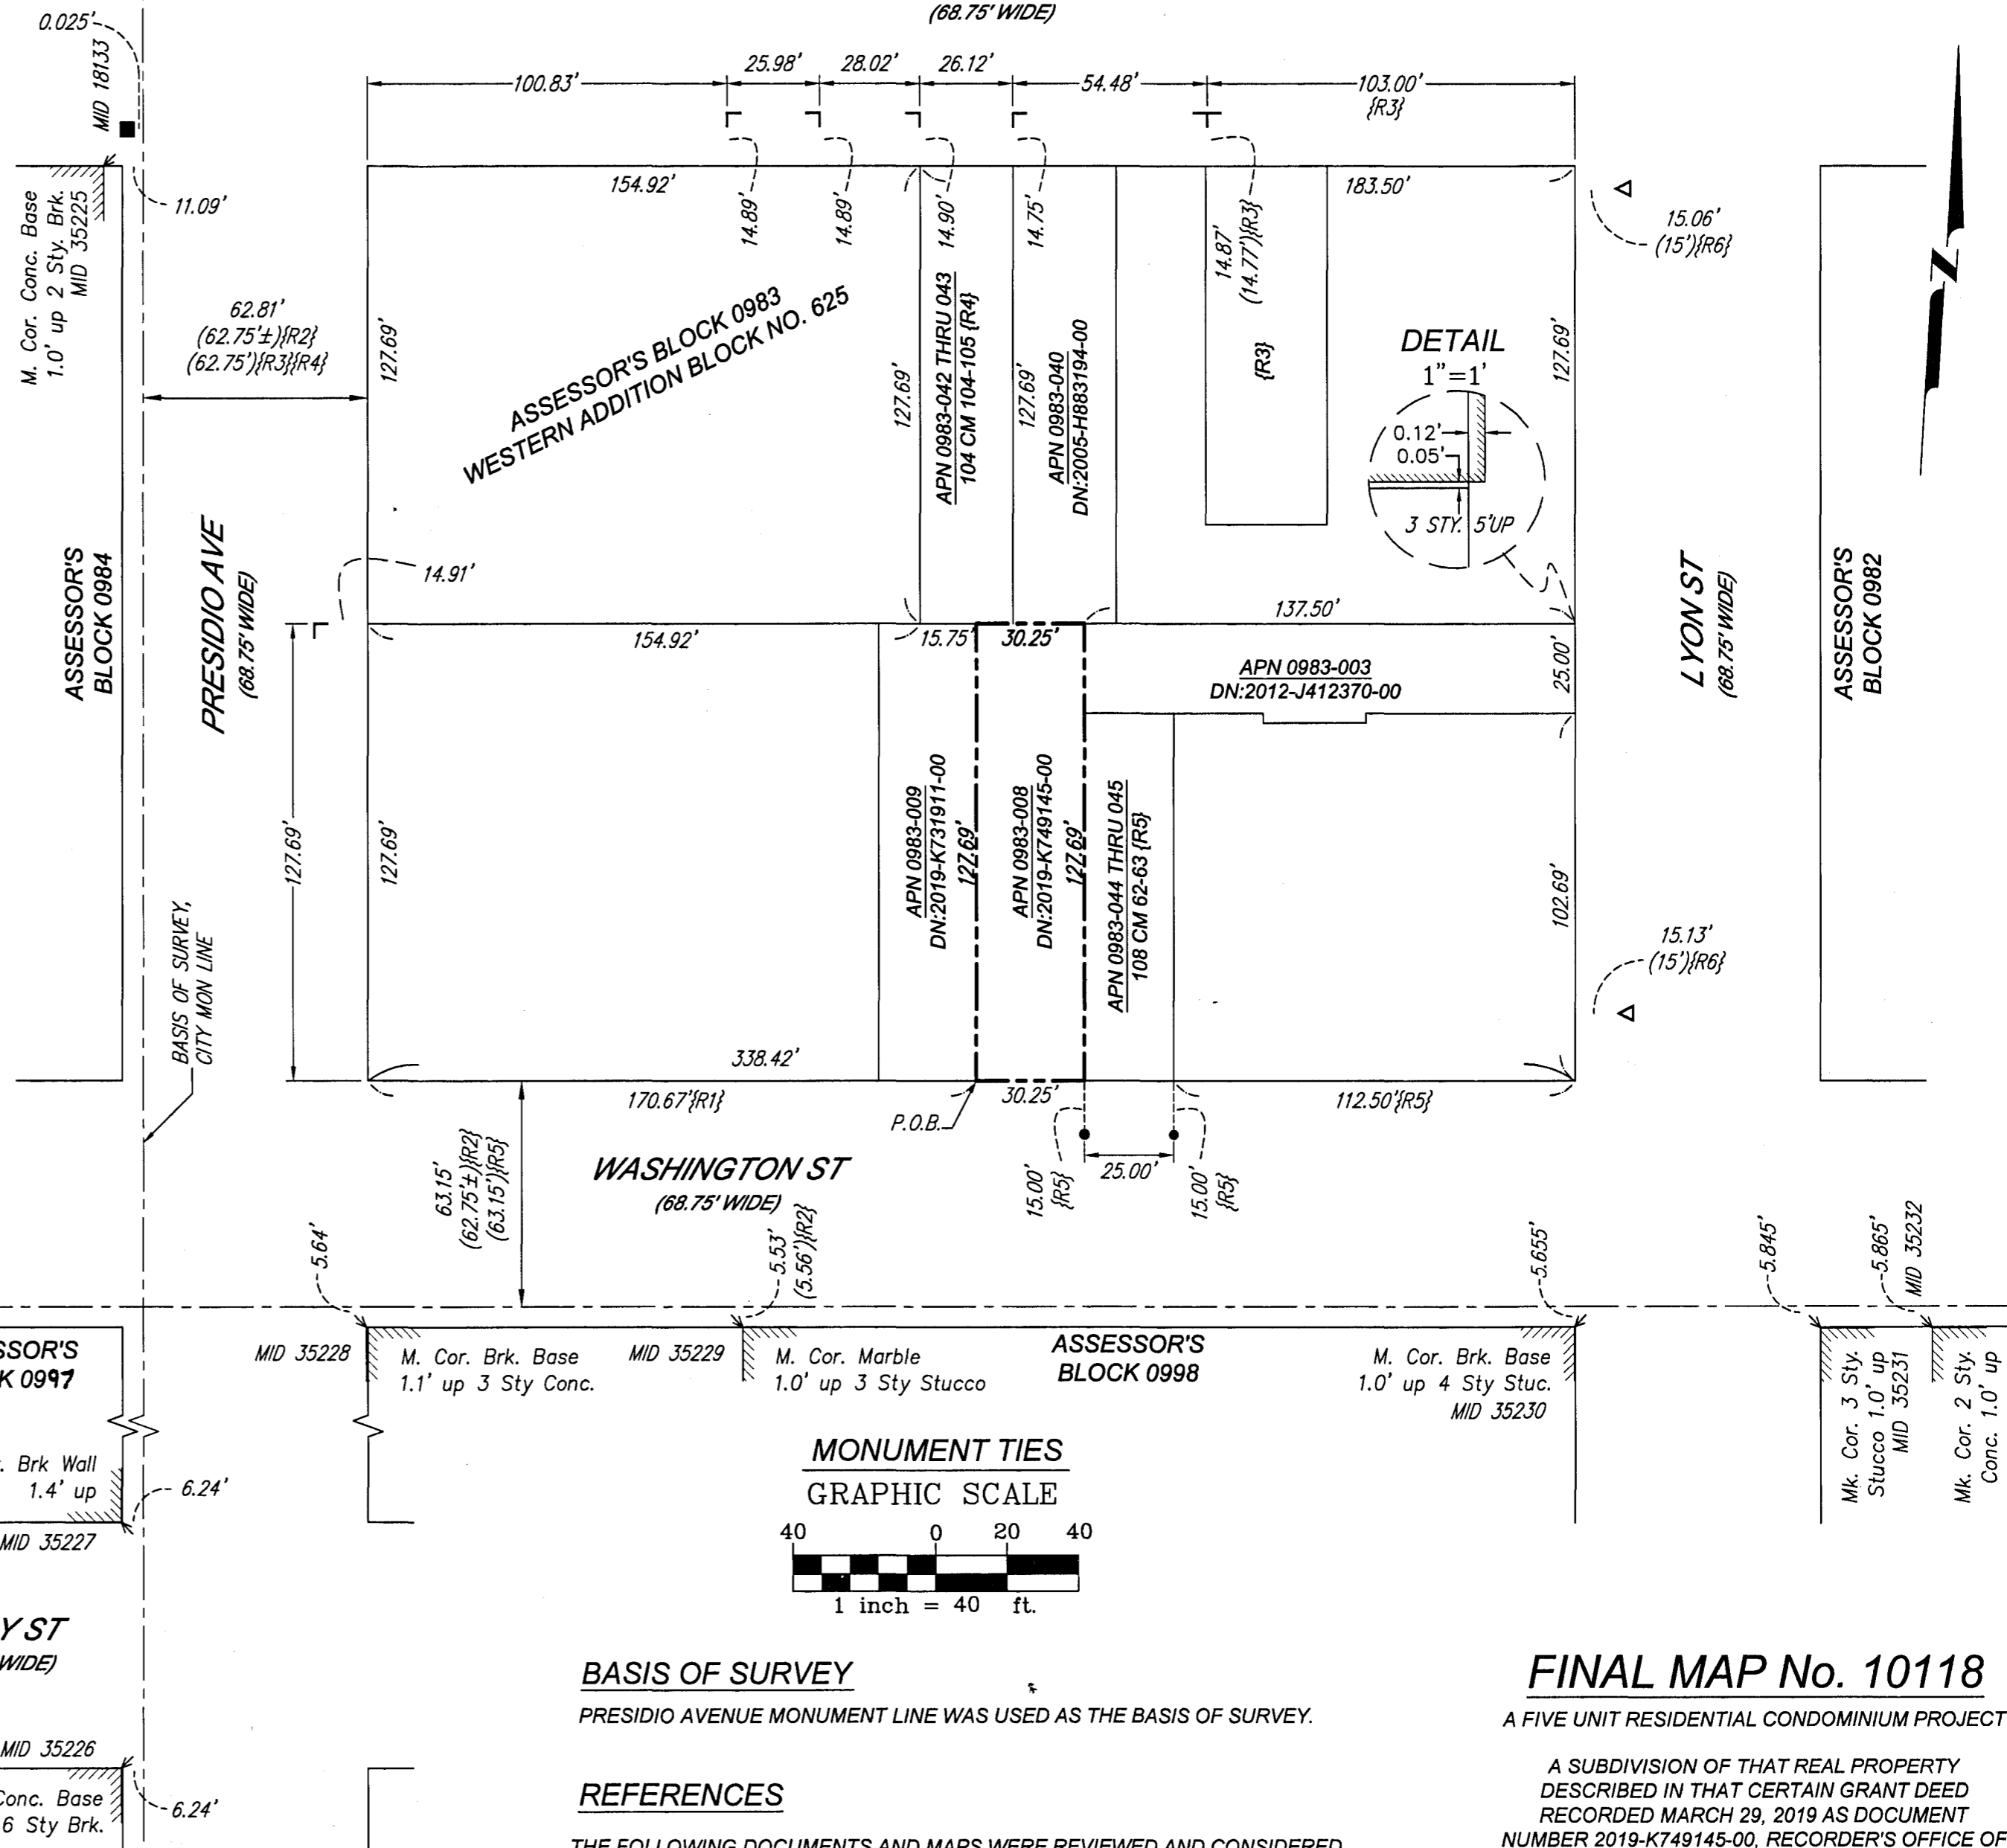 (68.75' WIDE)
0.025'
MID 18133
100.83'
25.98'
28.02'
26.12'
54.48'
103.00'
{R3}
M. Cor. Conc. Base
1.0' up 2 Sty. Brk.
MID 35225
11.09'
154.92'
14.89'
14.89'
14.90'
14.75'
14.87'
(14.77'){R3}
183.50'
15.06'
(15'){R6}
62.81'
(62.75'±){R2}
(62.75'){R3}{R4}
127.69'
ASSESSOR'S BLOCK 0983
WESTERN ADDITION BLOCK NO. 625
127.69'
APN 0983-042 THRU 043
104 CM 104-105 {R4}
127.69'
APN 0983-040
DN:2005-H883194-00
{R3}
DETAIL
1"=1'
0.12'
0.05'
3 STY. 5'UP
127.69'
ASSESSOR'S
BLOCK 0984
PRESIDIO AVE
(68.75' WIDE)
14.91'
LYON ST
(68.75' WIDE)
ASSESSOR'S
BLOCK 0982
154.92'
15.75'
30.25'
137.50'
APN 0983-003
DN:2012-J412370-00
25.00'
127.69'
127.69'
APN 0983-009
DN:2019-K731911-00
127.69'
APN 0983-008
DN:2019-K749145-00
127.69'
APN 0983-044 THRU 045
108 CM 62-63 {R5}
102.69'
15.13'
(15'){R6}
BASIS OF SURVEY,
CITY MON LINE
338.42'
170.67'{R1}
P.O.B.
30.25'
112.50'{R5}
15.00'
{R5}
25.00'
15.00'
{R5}
63.15'
(62.75'±){R2}
(63.15'){R5}
WASHINGTON ST
(68.75' WIDE)
5.64'
5.53'
(5.56'){R2}
5.655'
5.845'
5.865'
MID 35232
SSOR'S
K 0997
MID 35228
M. Cor. Brk. Base
1.1' up 3 Sty Conc.
MID 35229
M. Cor. Marble
1.0' up 3 Sty Stucco
ASSESSOR'S
BLOCK 0998
M. Cor. Brk. Base
1.0' up 4 Sty Stuc.
MID 35230
Mk. Cor. 3 Sty.
Stucco 1.0' up
MID 35231
Mk. Cor. 2 Sty.
Conc. 1.0' up
. Brk Wall
1.4' up
6.24'
MID 35227
MONUMENT TIES
GRAPHIC SCALE
40 0 20 40
1 inch = 40 ft.
Y ST
WIDE)
MID 35226
Conc. Base
6 Sty Brk.
6.24'
BASIS OF SURVEY
PRESIDIO AVENUE MONUMENT LINE WAS USED AS THE BASIS OF SURVEY.
REFERENCES
THE FOLLOWING DOCUMENTS AND MAPS WERE REVIEWED AND CONSIDERED
FINAL MAP No. 10118
A FIVE UNIT RESIDENTIAL CONDOMINIUM PROJECT
A SUBDIVISION OF THAT REAL PROPERTY
DESCRIBED IN THAT CERTAIN GRANT DEED
RECORDED MARCH 29, 2019 AS DOCUMENT
NUMBER 2019-K749145-00, RECORDER'S OFFICE OF
N